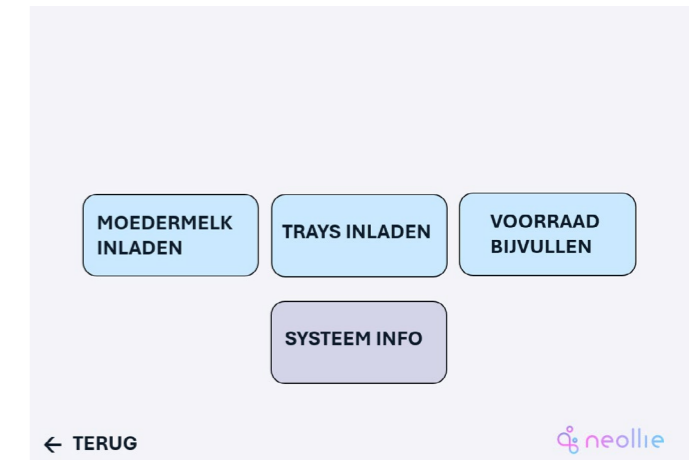 MOEDERMELK
INLADEN
TRAYS INLADEN
VOORRAAD
BIJVULLEN
SYSTEEM INFO
← TERUG
neollie